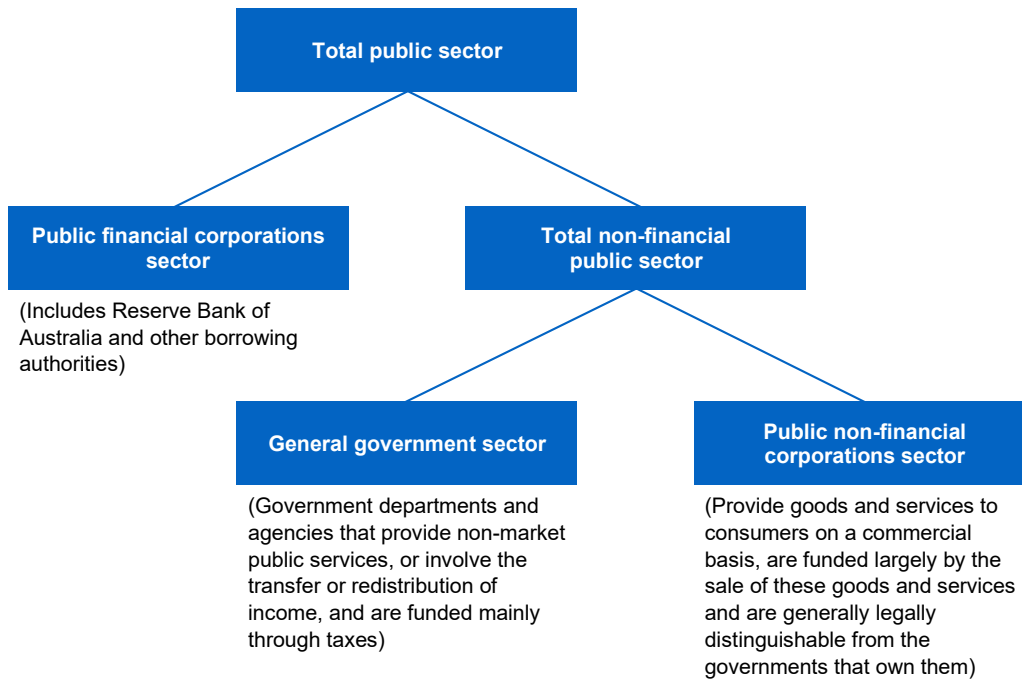 Total public sector
Public financial corporations
sector
Total non-financial
public sector
(Includes Reserve Bank of
Australia and other borrowing
authorities)
General government sector
Public non-financial
corporations sector
(Government departments and
agencies that provide non-market
public services, or involve the
transfer or redistribution of
income, and are funded mainly
through taxes)
(Provide goods and services to
consumers on a commercial
basis, are funded largely by the
sale of these goods and services
and are generally legally
distinguishable from the
governments that own them)